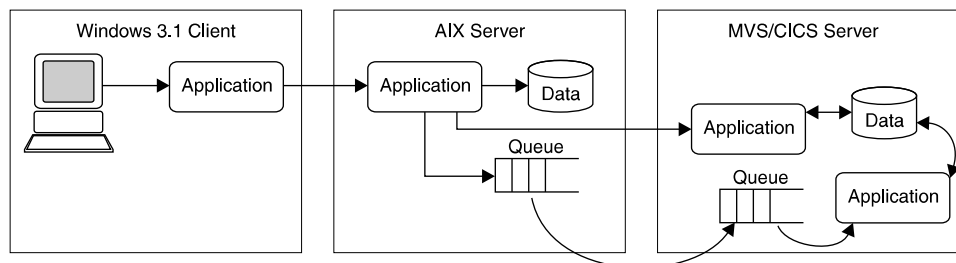 Windows 3.1 Client
Application
AIX Server
Application
Data
Queue
MVS/CICS Server
Application
Data
Queue
Application